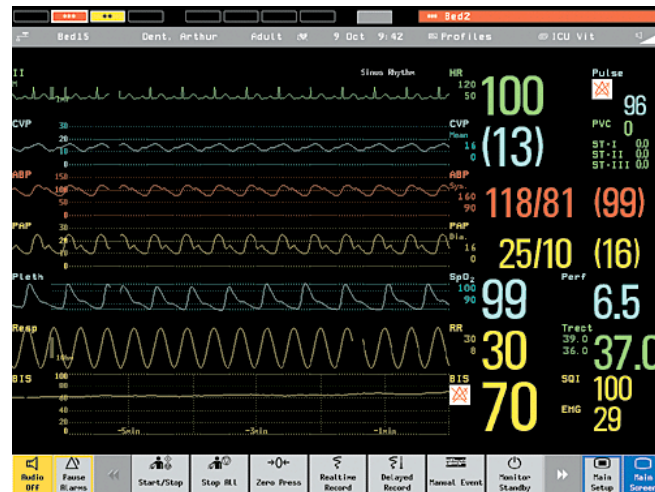 *** ** *** Bed2
Bed15 Dent. Arthur Adult 9 Oct 9:42 Profiles ICU Vit
II Sinus Rhythm HR Pulse
M 120 100
1mV 50 96
CVP 30 CVP PVC 0
20 Mean (13) ST-I 0.0
10 16 ST-II 0.0
0 0 ST-III 0.0
ABP 150 ABP
100 Sys. 118/81 (99)
50 160
0 90
PAP 30 PAP
20 Dia. 25/10 (16)
10 16
0
Pleth SpO₂ Perf
100 99 6.5
90
Resp RR Trect
30 30 39.0 37.0
8 36.0
BIS 100 BIS SQI
80 70 100
60
40 EMG 29
20
0 -5min -3min -1min
Audio Off
Pause Alarms
Start/Stop
Stop All
→0← Zero Press
Realtime Record
Delayed Record
Manual Event
Monitor Standby
Main Setup
Main Screen